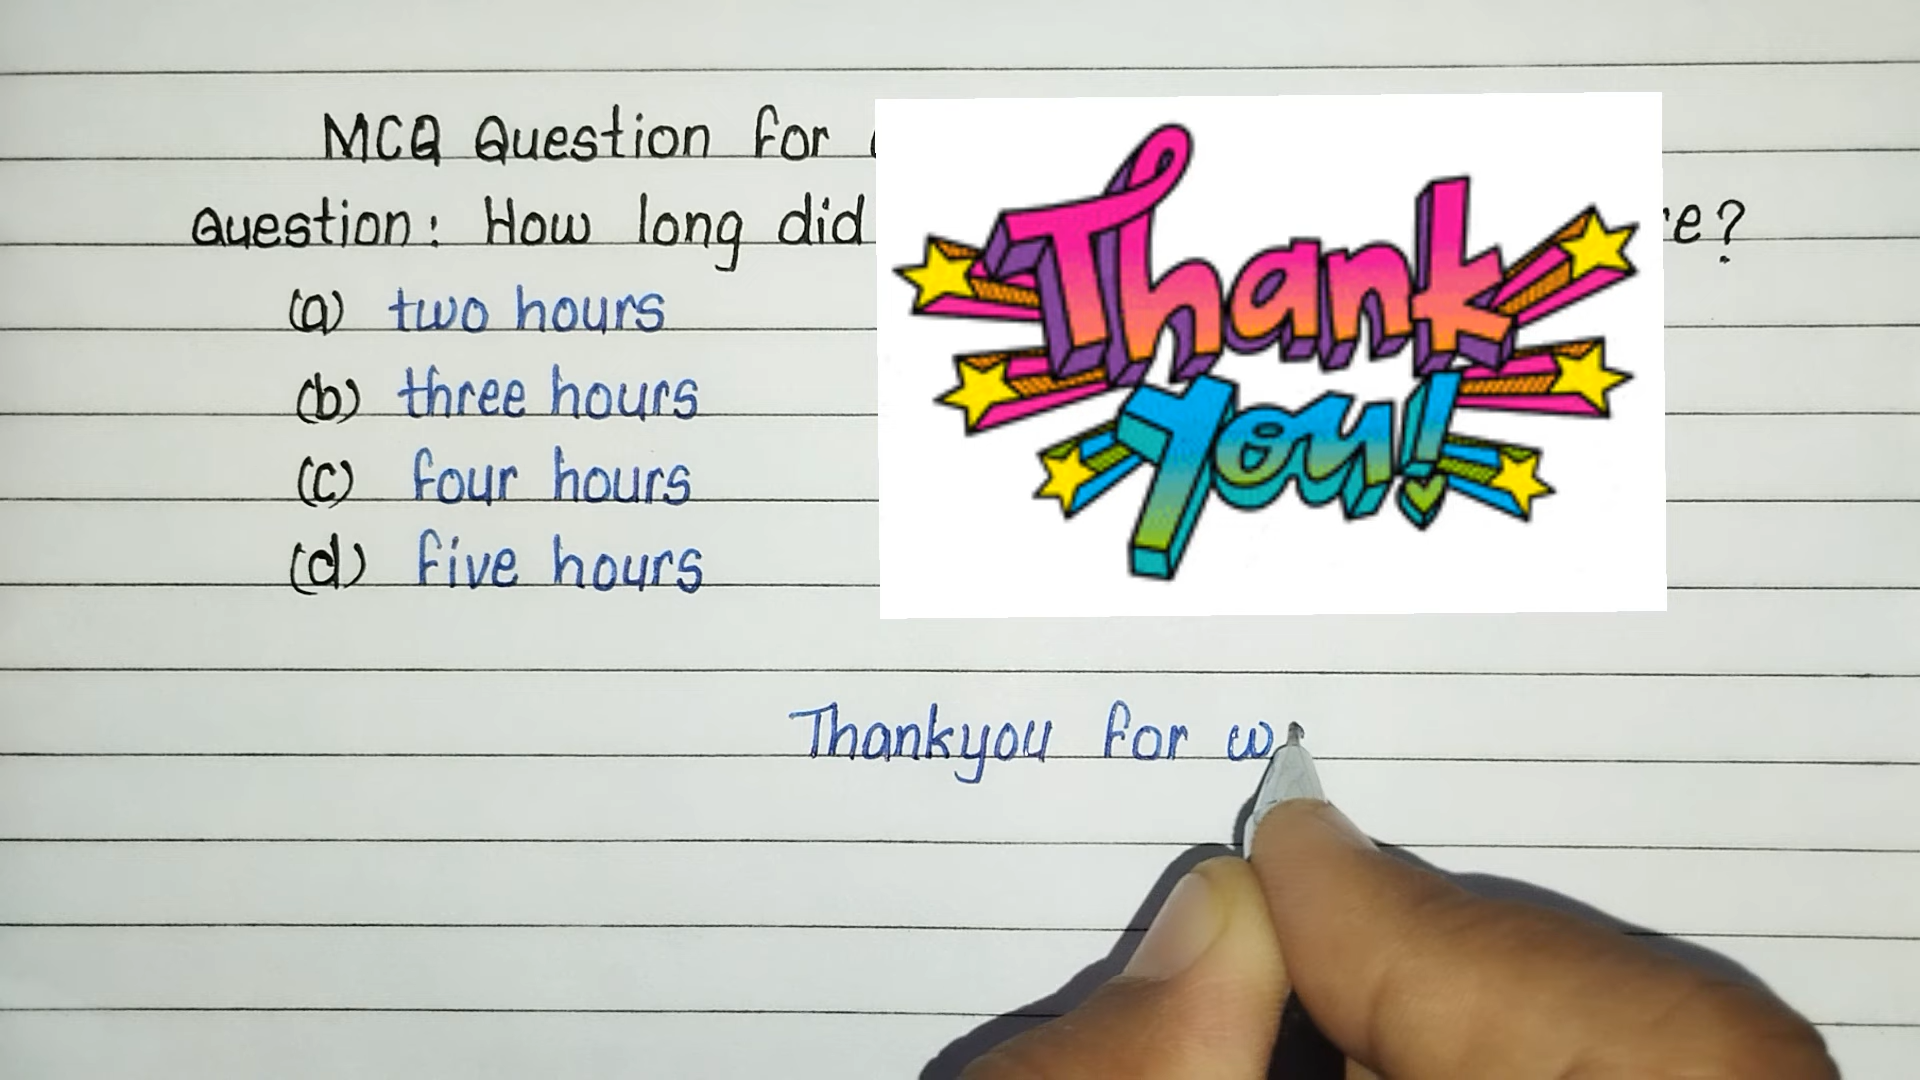 MCQ Question for
Question: How long did
(a) two hours
(b) three hours
(c) four hours
(d) five hours
Thank
You!
Thankyou for